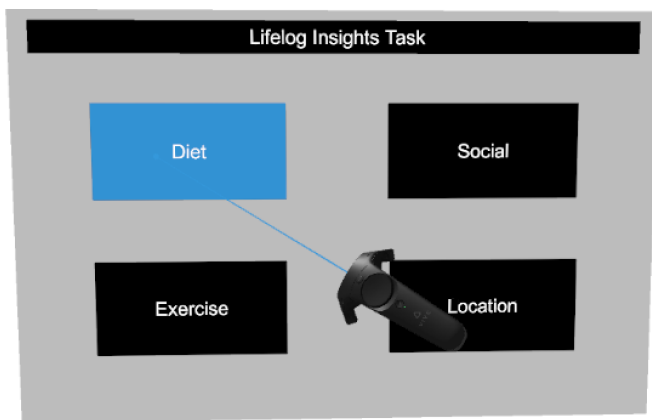 Lifelog Insights Task
Diet
Social
Exercise
Location